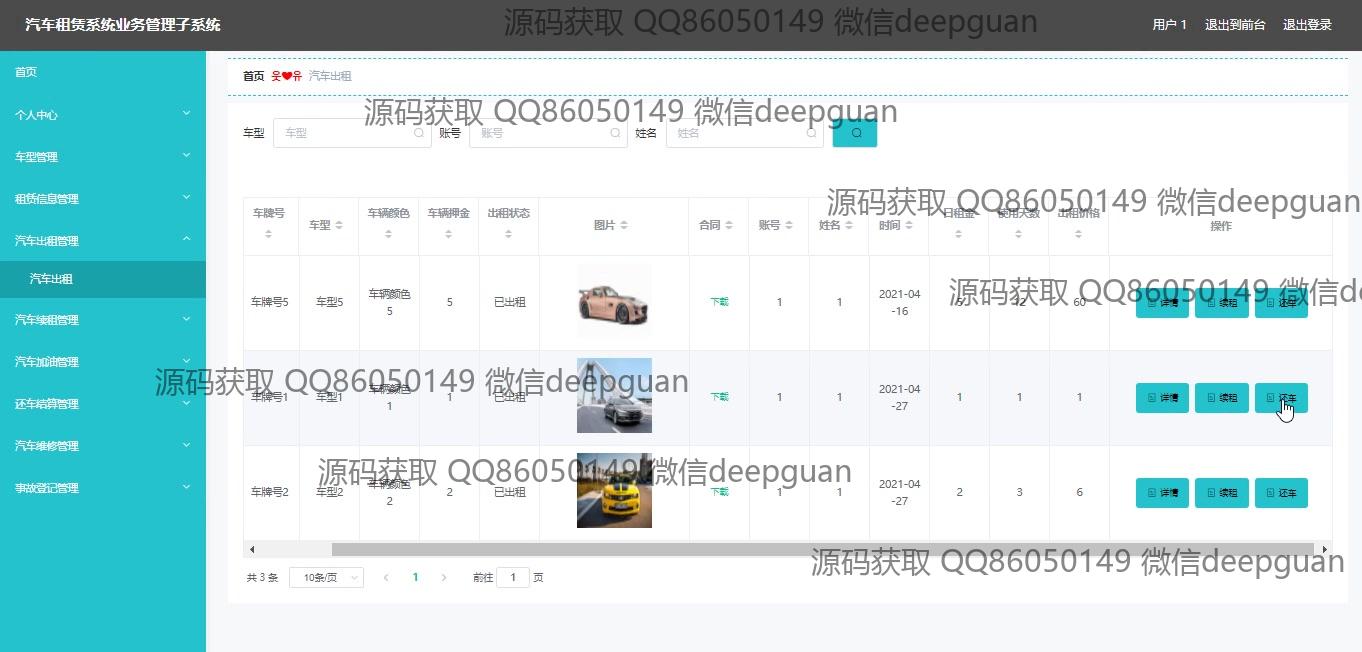 汽车租赁系统业务管理子系统
用户 1 退出到前台 退出登录
源码获取 QQ86050149 微信deepguan
首页
个人中心
车型管理
租赁信息管理
汽车出租管理
汽车出租
汽车续租管理
汽车加油管理
还车结算管理
汽车维修管理
事故登记管理
首页 웃❤유 汽车出租
源码获取 QQ86050149 微信deepguan
车型 车型 账号 账号 姓名 姓名
源码获取 QQ86050149 微信deepguan
车牌号 车型 车辆颜色 车辆押金 出租状态 图片 合同 账号 姓名 时间 日租金 使用天数 出租价格 操作
源码获取 QQ86050149 微信de
车牌号5 车型5 车辆颜色5 5 已出租 下载 1 1 2021-04-16 5 12 60 详情 续租 还车
源码获取 QQ86050149 微信deepguan
车牌号1 车型1 车辆颜色1 1 已出租 下载 1 1 2021-04-27 1 1 1 详情 续租 还车
源码获取 QQ86050149 微信deepguan
车牌号2 车型2 车辆颜色2 2 已出租 下载 1 1 2021-04-27 2 3 6 详情 续租 还车
源码获取 QQ86050149 微信deepguan
共 3 条 10条/页 1 前往 1 页